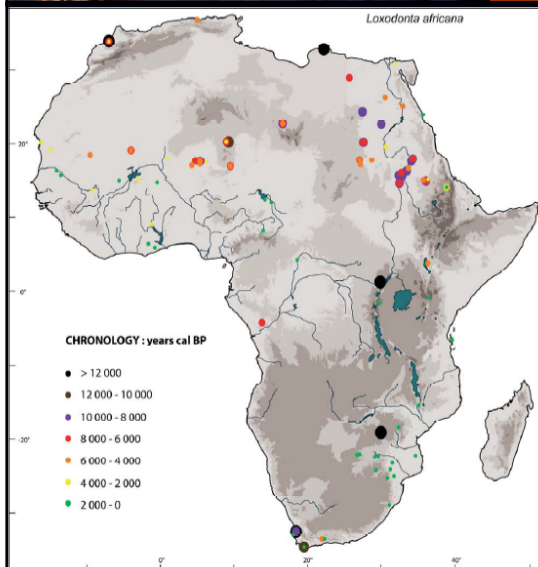 Loxodonta africana
20°
0°
-20°
CHRONOLOGY : years cal BP
> 12 000
12 000 - 10 000
10 000 - 8 000
8 000 - 6 000
6 000 - 4 000
4 000 - 2 000
2 000 - 0
0°
20°
40°